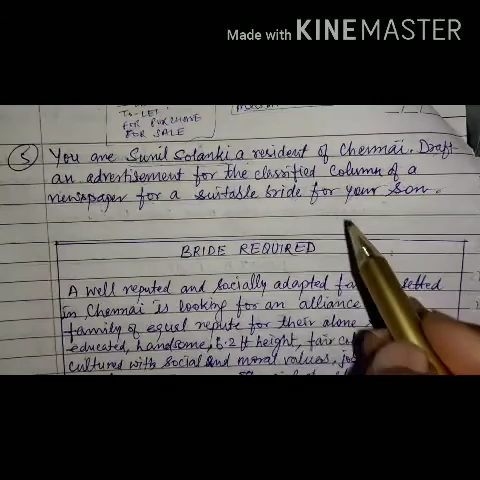 Made with KINEMASTER
TO-LET
FOR PURCHASE
FOR SALE
5 You are Sunil Solanki a resident of Chennai. Draft
an advertisement for the classified column of a
newspaper for a suitable bride for your son.
BRIDE REQUIRED
A well reputed and socially adapted settled
in Chennai is looking for an alliance
family of equal repute for their alone
educated, handsome, 5.2 ft height, fair
cultured with social and moral values,